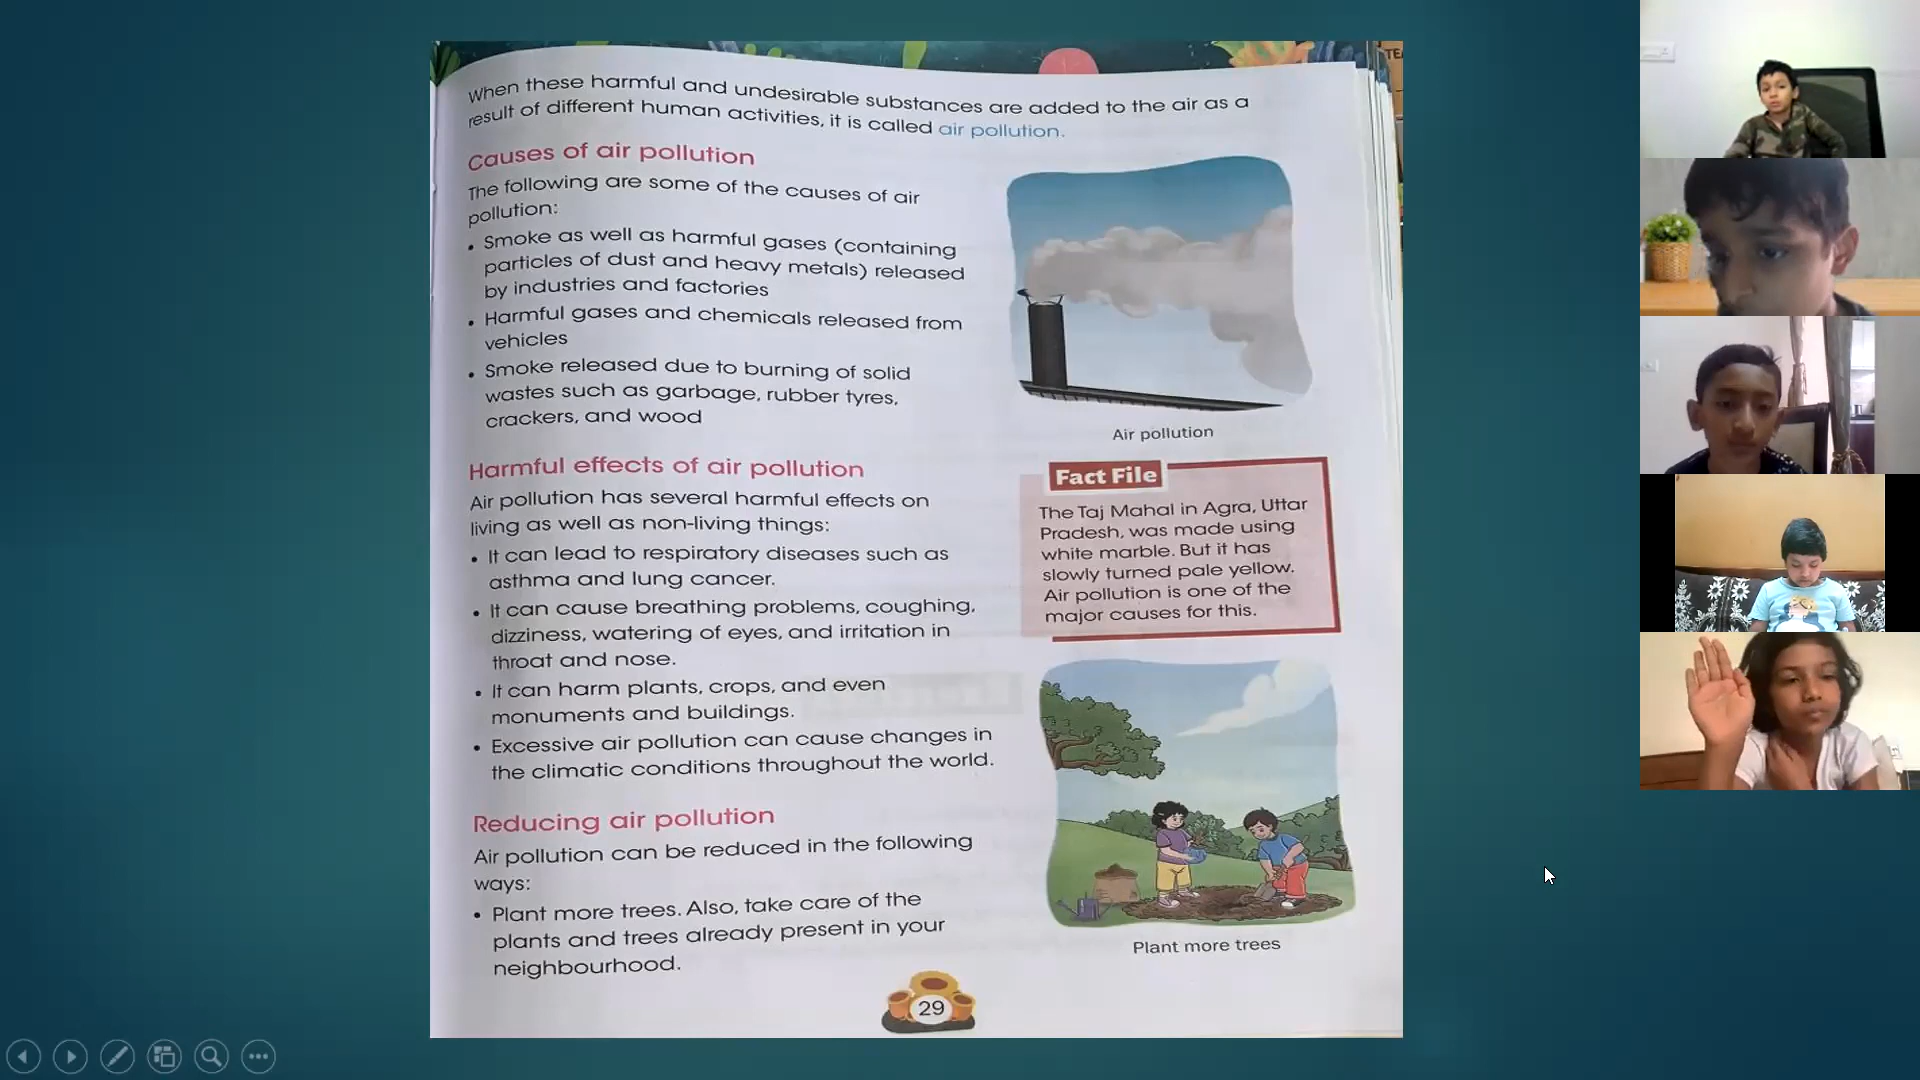 When these harmful and undesirable substances are added to the air as a
result of different human activities, it is called air pollution.
Causes of air pollution
The following are some of the causes of air
pollution:
• Smoke as well as harmful gases (containing
particles of dust and heavy metals) released
by industries and factories
• Harmful gases and chemicals released from
vehicles
• Smoke released due to burning of solid
wastes such as garbage, rubber tyres,
crackers, and wood
Air pollution
Harmful effects of air pollution
Air pollution has several harmful effects on
living as well as non-living things:
• It can lead to respiratory diseases such as
asthma and lung cancer.
• It can cause breathing problems, coughing,
dizziness, watering of eyes, and irritation in
throat and nose.
• It can harm plants, crops, and even
monuments and buildings.
• Excessive air pollution can cause changes in
the climatic conditions throughout the world.
Fact File
The Taj Mahal in Agra, Uttar
Pradesh, was made using
white marble. But it has
slowly turned pale yellow.
Air pollution is one of the
major causes for this.
Reducing air pollution
Air pollution can be reduced in the following
ways:
• Plant more trees. Also, take care of the
plants and trees already present in your
neighbourhood.
Plant more trees
29